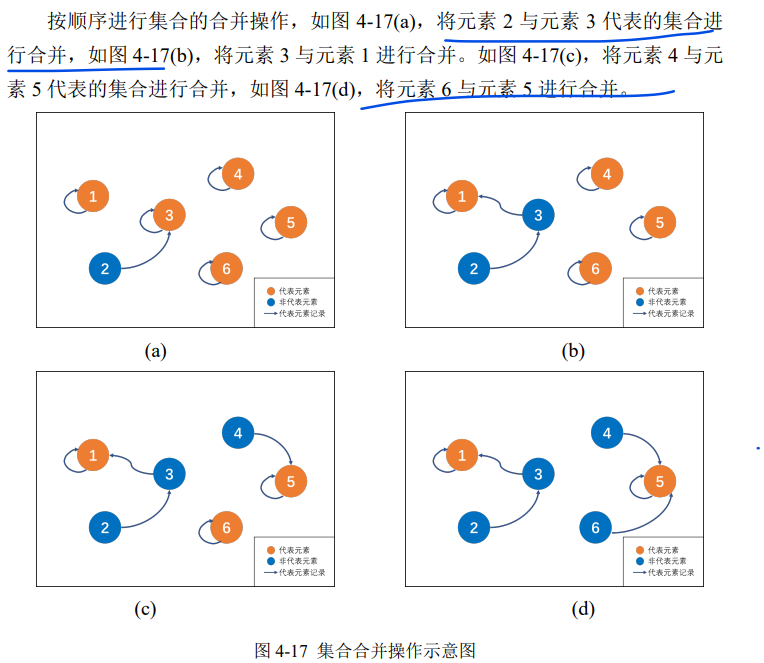 按顺序进行集合的合并操作，如图 4-17(a)，将元素 2 与元素 3 代表的集合进
行合并，如图 4-17(b)，将元素 3 与元素 1 进行合并。如图 4-17(c)，将元素 4 与元
素 5 代表的集合进行合并，如图 4-17(d)，将元素 6 与元素 5 进行合并。
1
2
3
4
5
6
代表元素
非代表元素
代表元素记录
(a)
1
2
3
4
5
6
代表元素
非代表元素
代表元素记录
(b)
1
2
3
4
5
6
代表元素
非代表元素
代表元素记录
(c)
1
2
3
4
5
6
代表元素
非代表元素
代表元素记录
(d)
图 4-17 集合合并操作示意图